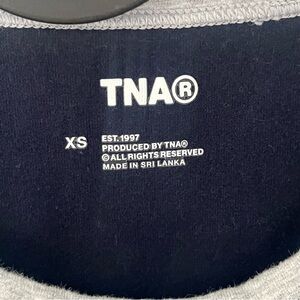 TNA®
XS
EST. 1997
PRODUCED BY TNA®
© ALL RIGHTS RESERVED
MADE IN SRI LANKA